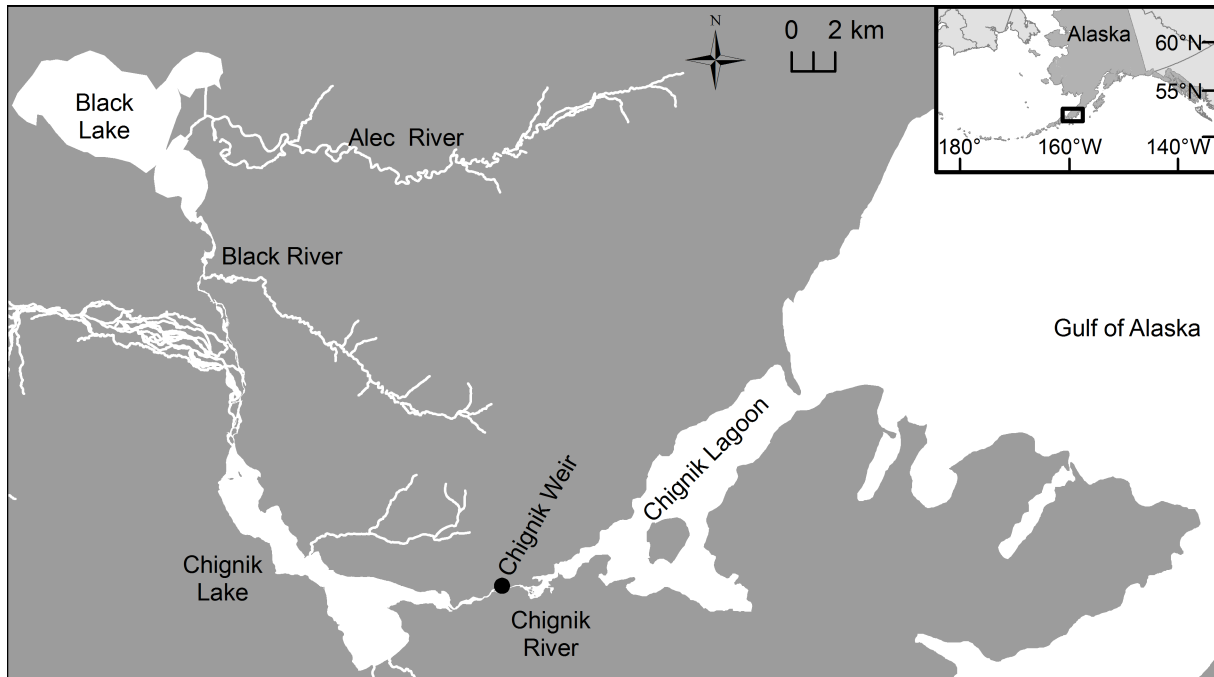 N
0 2 km
Alaska
60°N
55°N
180°
160°W
140°W
Black
Lake
Alec River
Black River
Gulf of Alaska
Chignik Lagoon
Chignik Weir
Chignik
Lake
Chignik
River